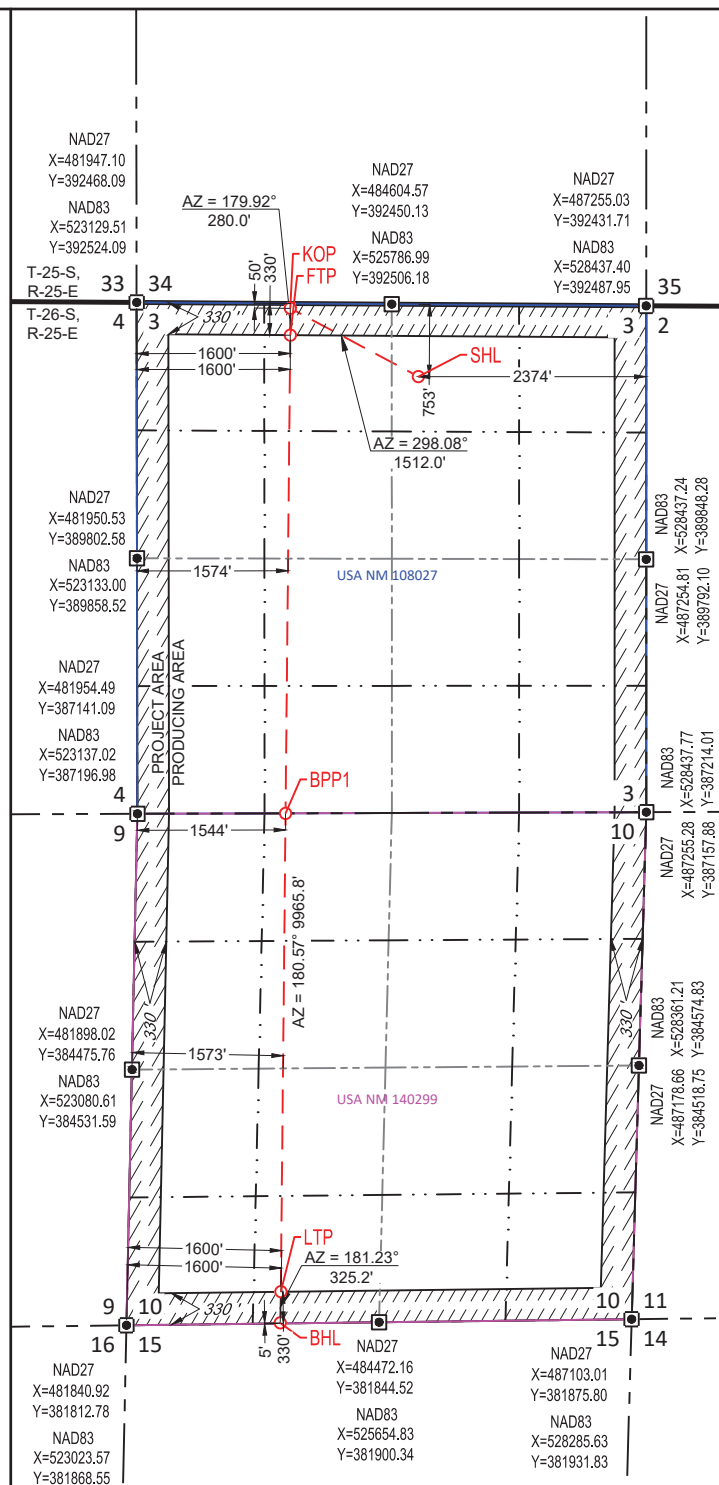 NAD27
X=481947.10
Y=392468.09
NAD83
X=523129.51
Y=392524.09
AZ = 179.92°
280.0'
NAD27
X=484604.57
Y=392450.13
NAD83
X=525786.99
Y=392506.18
NAD27
X=487255.03
Y=392431.71
NAD83
X=528437.40
Y=392487.95
KOP
FTP
50'
330'
T-25-S,
R-25-E
33 34
35
T-26-S,
R-25-E
4 3
330'
3 2
1600'
1600'
SHL
2374'
753'
AZ = 298.08°
1512.0'
NAD27
X=481950.53
Y=389802.58
NAD83
X=523133.00
Y=389858.52
1574'
USA NM 108027
NAD83
X=528437.24
Y=389848.28
NAD27
X=487254.81
Y=389792.10
NAD27
X=481954.49
Y=387141.09
NAD83
X=523137.02
Y=387196.98
PROJECT AREA
PRODUCING AREA
BPP1
4
3
9
10
1544'
NAD83
X=528437.77
Y=387214.01
NAD27
X=487255.28
Y=387157.88
AZ = 180.57° 9965.8'
330'
330'
NAD27
X=481898.02
Y=384475.76
NAD83
X=523080.61
Y=384531.59
1573'
USA NM 140299
NAD83
X=528361.21
Y=384574.83
NAD27
X=487178.66
Y=384518.75
LTP
1600'
1600'
AZ = 181.23°
325.2'
9 10
330'
10 11
16 15
5'
330'
BHL
15 14
NAD27
X=481840.92
Y=381812.78
NAD83
X=523023.57
Y=381868.55
NAD27
X=484472.16
Y=381844.52
NAD83
X=525654.83
Y=381900.34
NAD27
X=487103.01
Y=381875.80
NAD83
X=528285.63
Y=381931.83